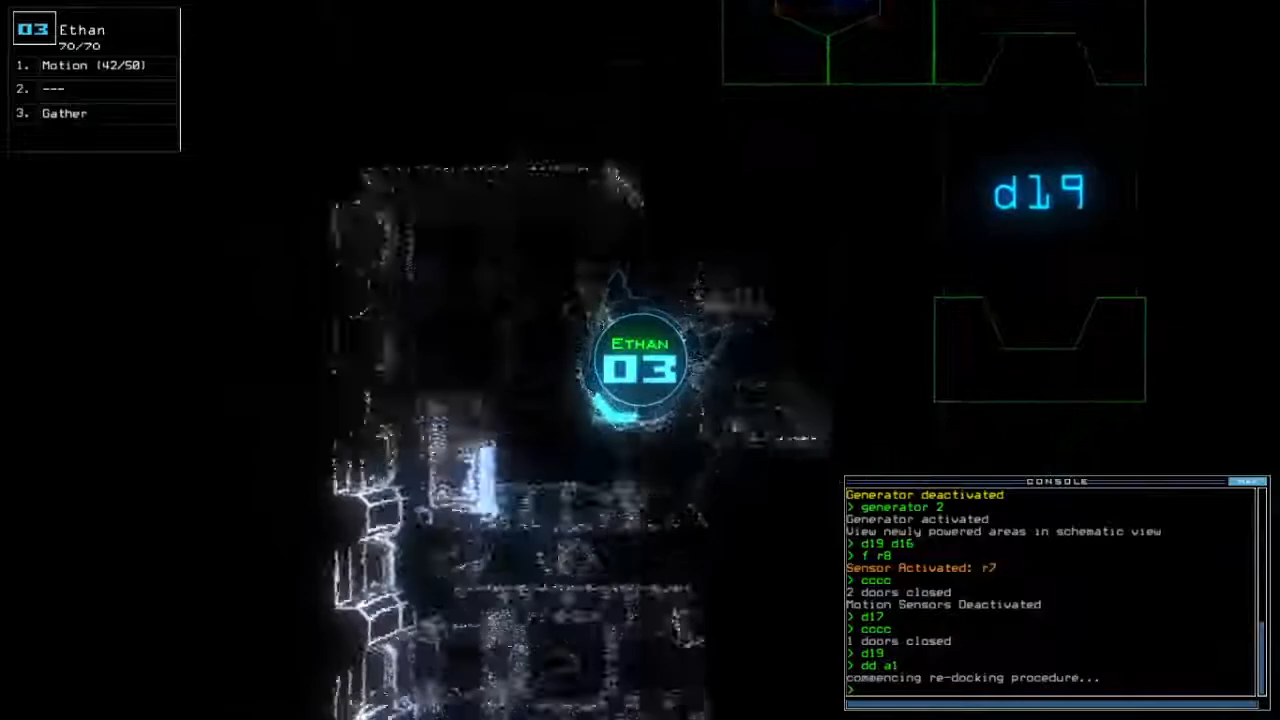 03 Ethan
70/70
1. Motion (42/50)
2. ---
3. Gather
d19
ETHAN
03
CONSOLE
Generator deactivated
> generator 2
Generator activated
View newly powered areas in schematic view
> d19 d16
> f r8
Sensor Activated: r7
> cccc
2 doors closed
Motion Sensors Deactivated
> d17
> cccc
1 doors closed
> d19
> dd a1
commencing re-docking procedure...
>